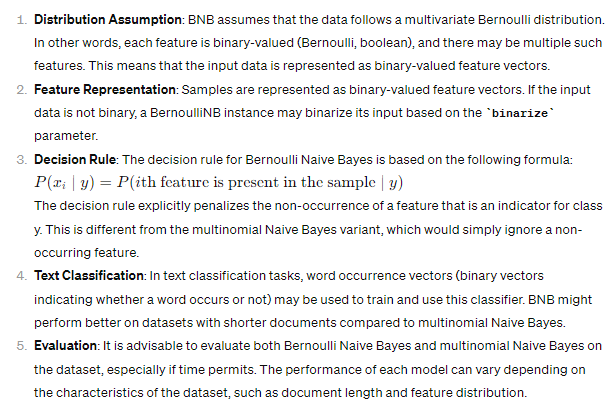 1. Distribution Assumption: BNB assumes that the data follows a multivariate Bernoulli distribution.
In other words, each feature is binary-valued (Bernoulli, boolean), and there may be multiple such
features. This means that the input data is represented as binary-valued feature vectors.
2. Feature Representation: Samples are represented as binary-valued feature vectors. If the input
data is not binary, a BernoulliNB instance may binarize its input based on the `binarize`
parameter.
3. Decision Rule: The decision rule for Bernoulli Naive Bayes is based on the following formula:
P(xᵢ | y) = P(ith feature is present in the sample | y)
The decision rule explicitly penalizes the non-occurrence of a feature that is an indicator for class
y. This is different from the multinomial Naive Bayes variant, which would simply ignore a non-
occurring feature.
4. Text Classification: In text classification tasks, word occurrence vectors (binary vectors
indicating whether a word occurs or not) may be used to train and use this classifier. BNB might
perform better on datasets with shorter documents compared to multinomial Naive Bayes.
5. Evaluation: It is advisable to evaluate both Bernoulli Naive Bayes and multinomial Naive Bayes on
the dataset, especially if time permits. The performance of each model can vary depending on
the characteristics of the dataset, such as document length and feature distribution.